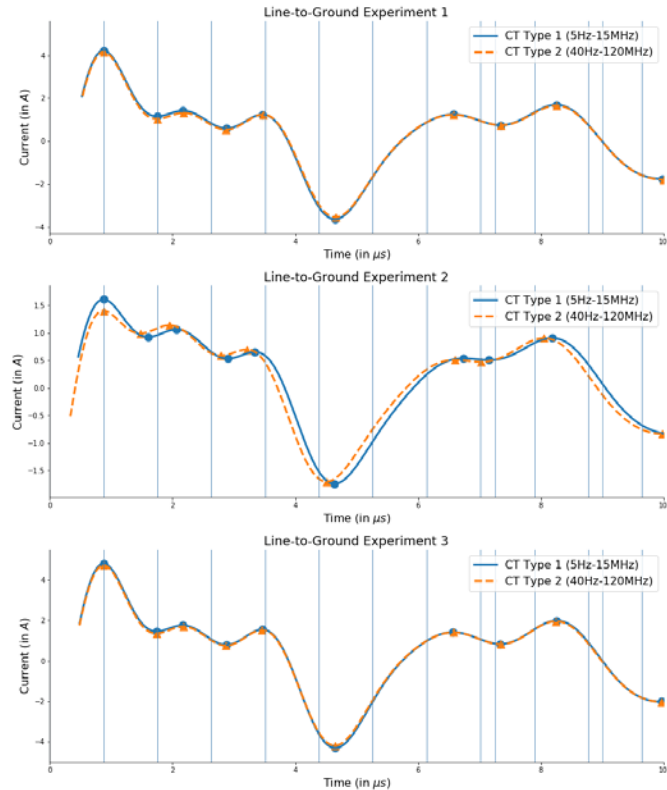 Line-to-Ground Experiment 1
CT Type 1 (5Hz-15MHz)
CT Type 2 (40Hz-120MHz)
Current (in A)
4
2
0
−2
−4
0 2 4 6 8 10
Time (in μs)
Line-to-Ground Experiment 2
CT Type 1 (5Hz-15MHz)
CT Type 2 (40Hz-120MHz)
Current (in A)
1.5
1.0
0.5
0.0
−0.5
−1.0
−1.5
0 2 4 6 8 10
Time (in μs)
Line-to-Ground Experiment 3
CT Type 1 (5Hz-15MHz)
CT Type 2 (40Hz-120MHz)
Current (in A)
4
2
0
−2
−4
0 2 4 6 8 10
Time (in μs)